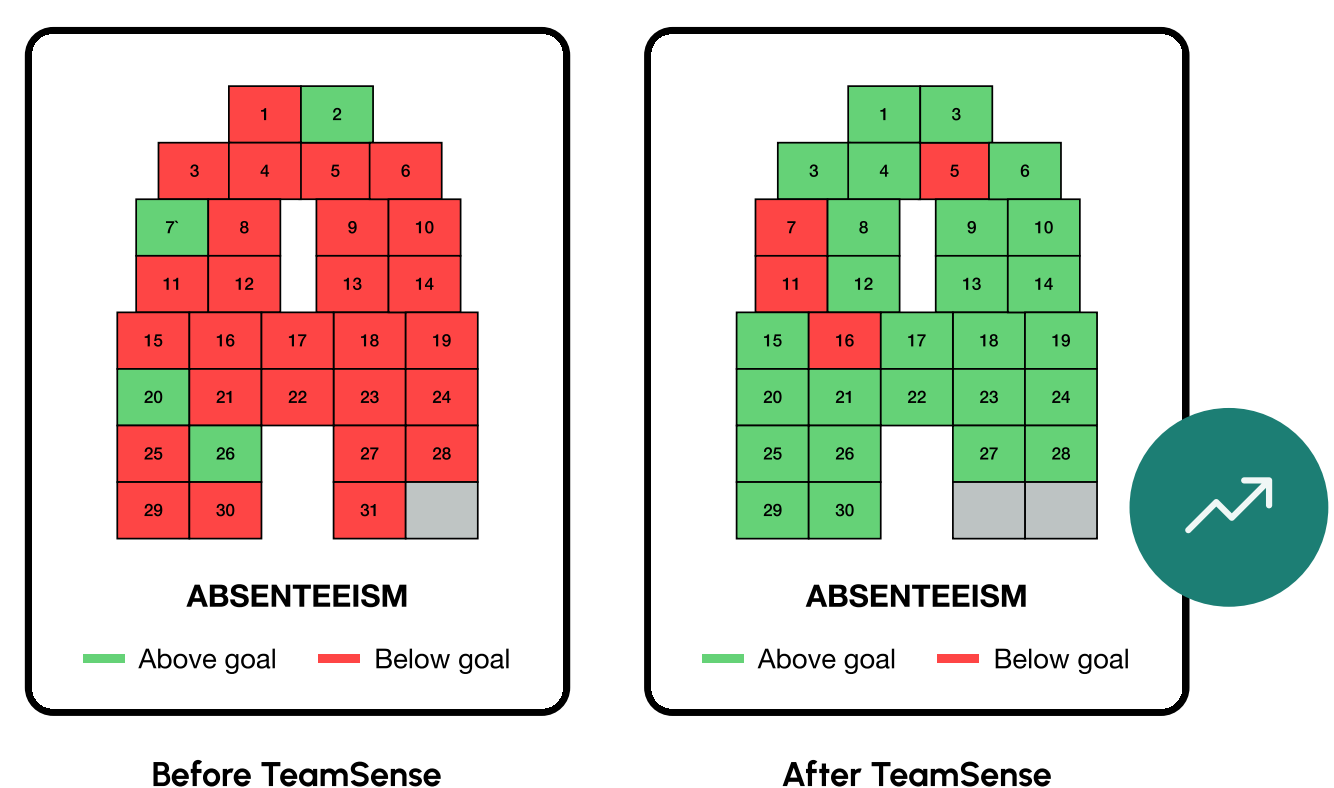 1 2
3 4 5 6
7` 8 9 10
11 12 13 14
15 16 17 18 19
20 21 22 23 24
25 26 27 28
29 30 31
ABSENTEEISM
Above goal Below goal
Before TeamSense
1 3
3 4 5 6
7 8 9 10
11 12 13 14
15 16 17 18 19
20 21 22 23 24
25 26 27 28
29 30
ABSENTEEISM
Above goal Below goal
After TeamSense